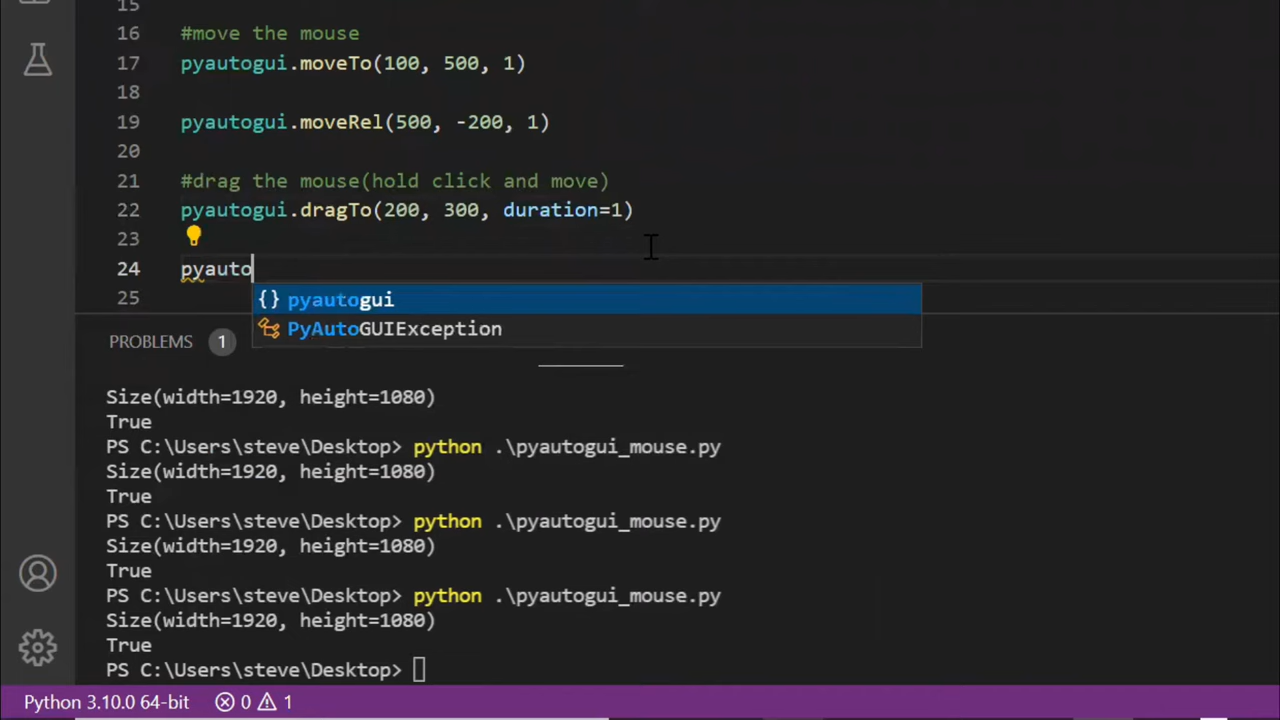 15
16 #move the mouse
17 pyautogui.moveTo(100, 500, 1)
18
19 pyautogui.moveRel(500, -200, 1)
20
21 #drag the mouse(hold click and move)
22 pyautogui.dragTo(200, 300, duration=1)
23
24 pyauto
{} pyautogui
25
PyAutoGUIException
PROBLEMS 1
Size(width=1920, height=1080)
True
PS C:\Users\steve\Desktop> python .\pyautogui_mouse.py
Size(width=1920, height=1080)
True
PS C:\Users\steve\Desktop> python .\pyautogui_mouse.py
Size(width=1920, height=1080)
True
PS C:\Users\steve\Desktop> python .\pyautogui_mouse.py
Size(width=1920, height=1080)
True
PS C:\Users\steve\Desktop>
Python 3.10.0 64-bit 0 1